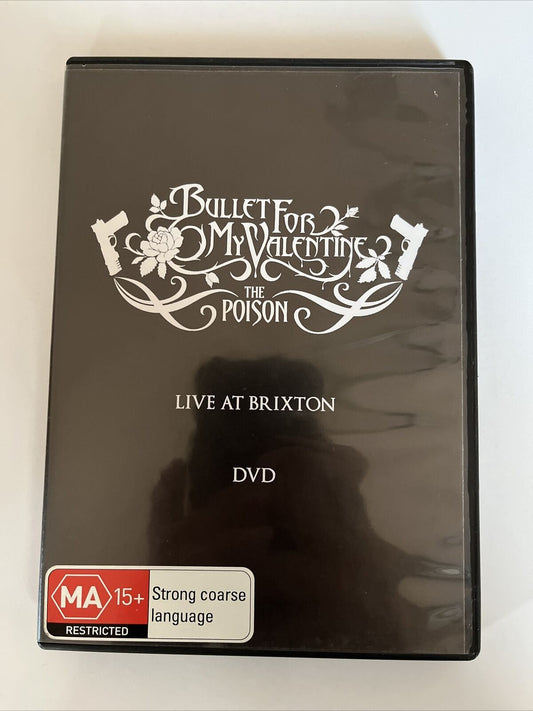 BULLET FOR
MY VALENTINE
THE
POISON
LIVE AT BRIXTON
DVD
MA 15+
RESTRICTED
Strong coarse
language